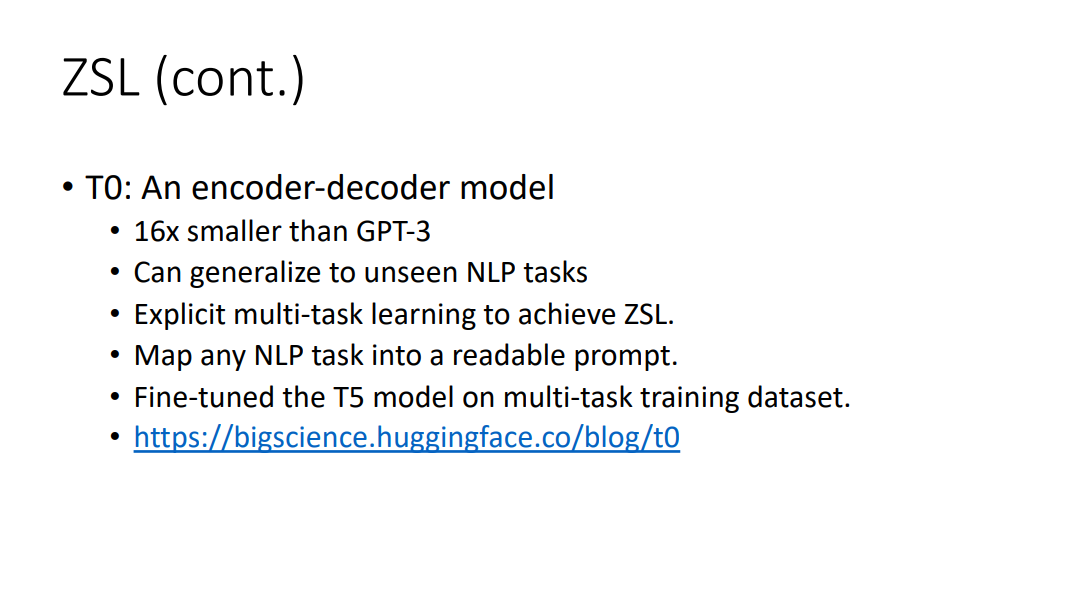 ZSL (cont.)
• T0: An encoder-decoder model
• 16x smaller than GPT-3
• Can generalize to unseen NLP tasks
• Explicit multi-task learning to achieve ZSL.
• Map any NLP task into a readable prompt.
• Fine-tuned the T5 model on multi-task training dataset.
• https://bigscience.huggingface.co/blog/t0